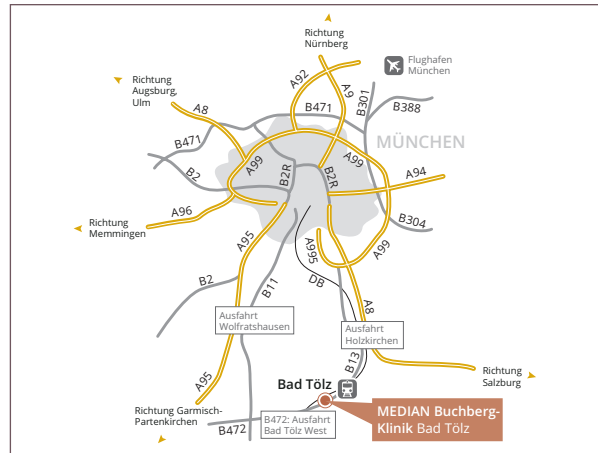 Richtung
Nürnberg
Flughafen
München
Richtung
Augsburg,
Ulm
A92
A9
B301
B388
A8
B471
B471
MÜNCHEN
A99
A99
B2
B2R
B2R
A94
A96
Richtung
Memmingen
B304
A95
A995
A99
B2
B11
DB
A8
Ausfahrt
Wolfratshausen
Ausfahrt
Holzkirchen
B13
A95
Bad Tölz
Richtung
Salzburg
Richtung Garmisch-
Partenkirchen
B472
B472: Ausfahrt
Bad Tölz West
MEDIAN Buchberg-
Klinik Bad Tölz